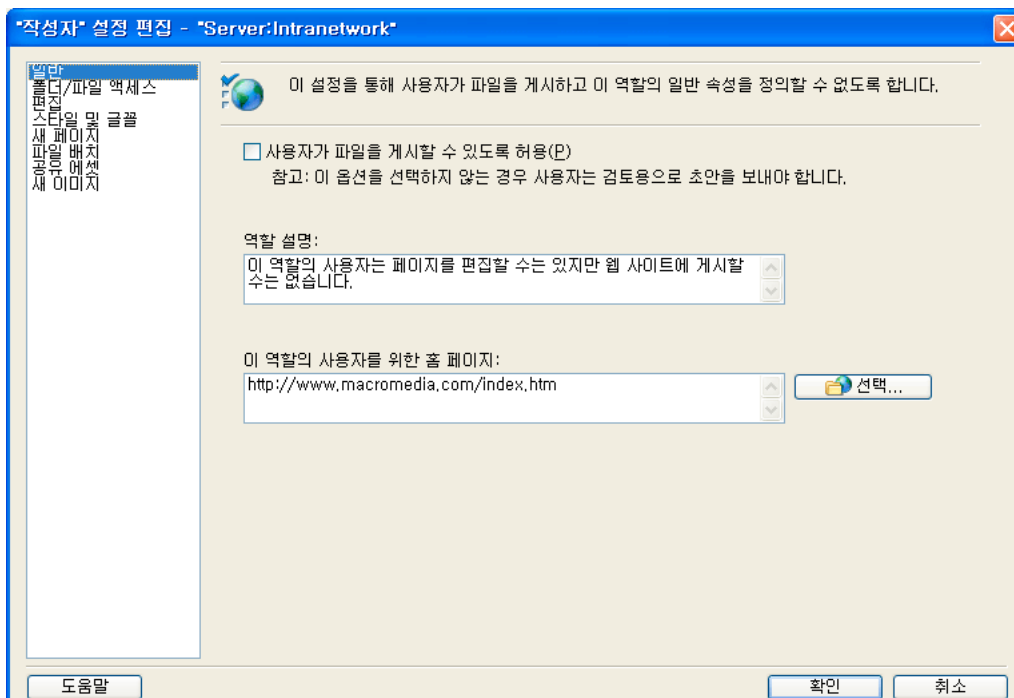 "작성자" 설정 편집 - "Server:Intranetwork"
일반
폴더/파일 액세스
편집
스타일 및 글꼴
새 페이지
파일 배치
공유 에셋
새 이미지
이 설정을 통해 사용자가 파일을 게시하고 이 역할의 일반 속성을 정의할 수 없도록 합니다.
사용자가 파일을 게시할 수 있도록 허용(P)
참고: 이 옵션을 선택하지 않는 경우 사용자는 검토용으로 초안을 보내야 합니다.
역할 설명:
이 역할의 사용자는 페이지를 편집할 수는 있지만 웹 사이트에 게시할
수는 없습니다.
이 역할의 사용자를 위한 홈 페이지:
http://www.macromedia.com/index.htm
선택...
도움말
확인
취소